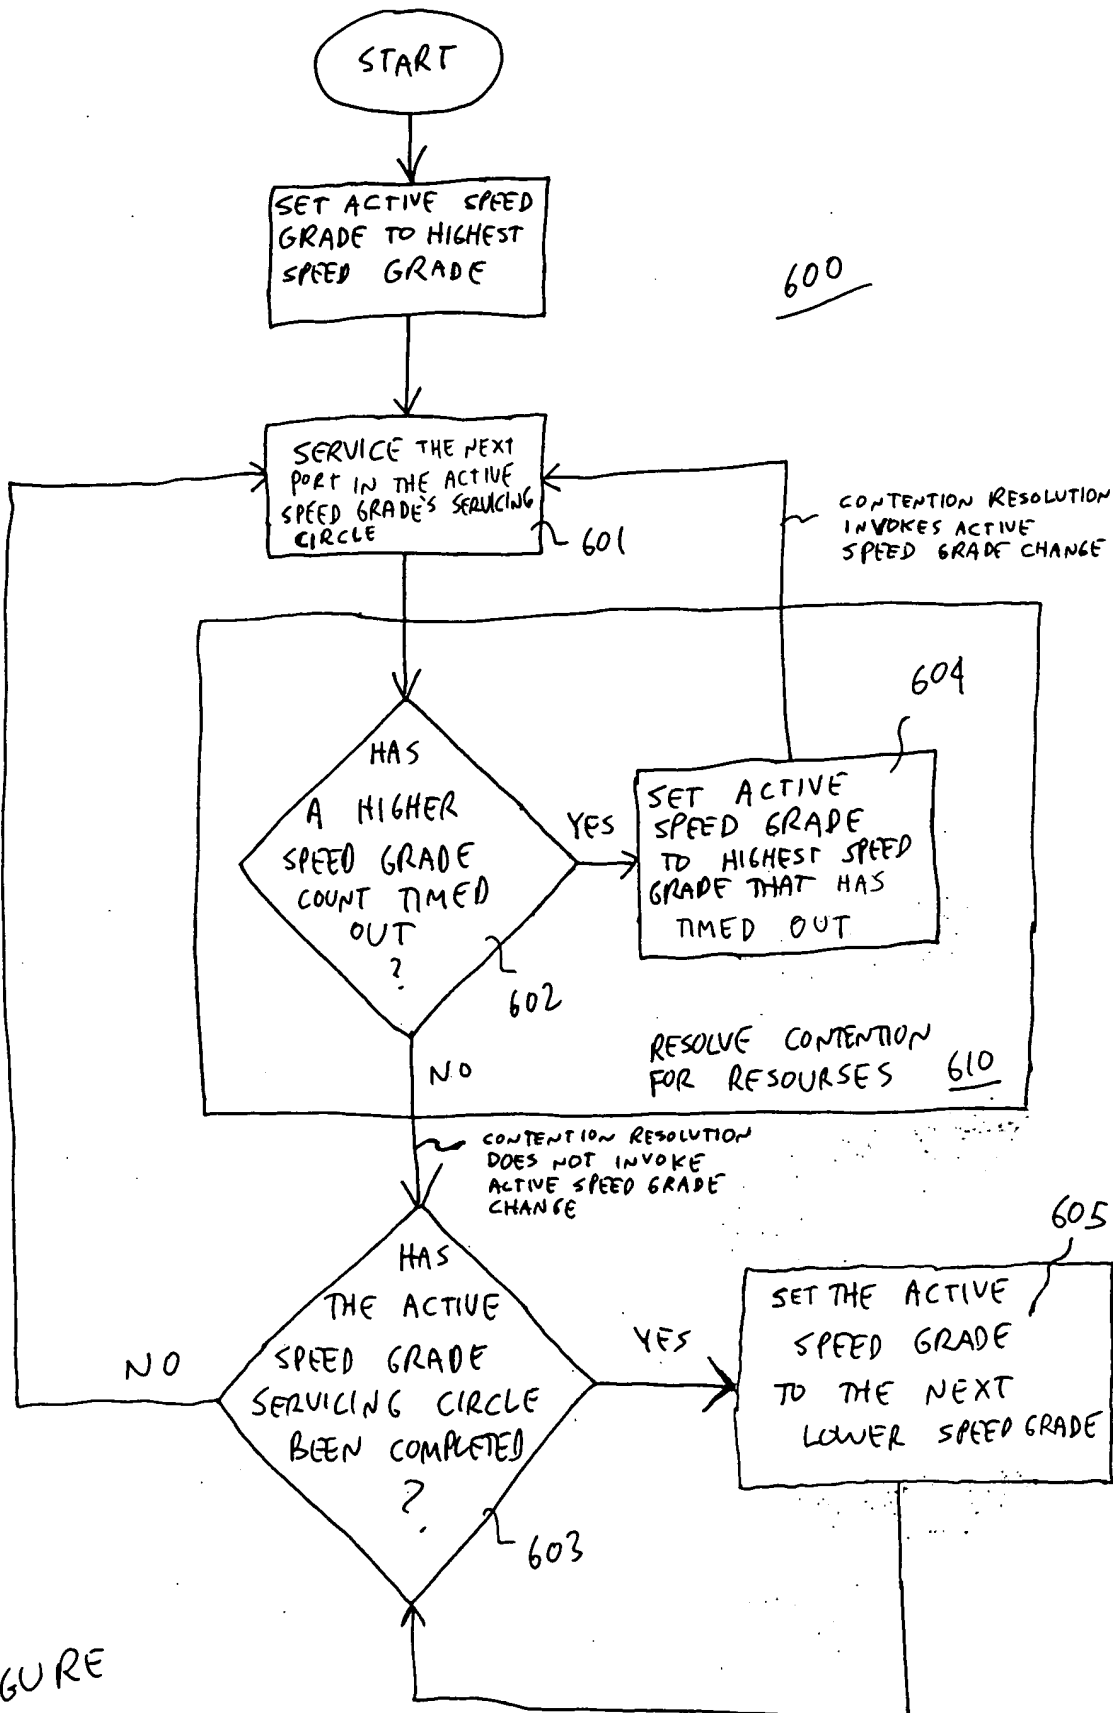 START
SET ACTIVE SPEED
GRADE TO HIGHEST
SPEED GRADE
600
SERVICE THE NEXT
PORT IN THE ACTIVE
SPEED GRADE'S SERVICING
CIRCLE
601
CONTENTION RESOLUTION
INVOKES ACTIVE
SPEED GRADE CHANGE
604
HAS
A HIGHER
SPEED GRADE
COUNT TIMED
OUT
?
602
YES
SET ACTIVE
SPEED GRADE
TO HIGHEST SPEED
GRADE THAT HAS
TIMED OUT
RESOLVE CONTENTION
FOR RESOURSES
610
NO
CONTENTION RESOLUTION
DOES NOT INVOKE
ACTIVE SPEED GRADE
CHANGE
605
HAS
THE ACTIVE
SPEED GRADE
SERVICING CIRCLE
BEEN COMPLETED
?
603
NO
YES
SET THE ACTIVE
SPEED GRADE
TO THE NEXT
LOWER SPEED GRADE
GURE